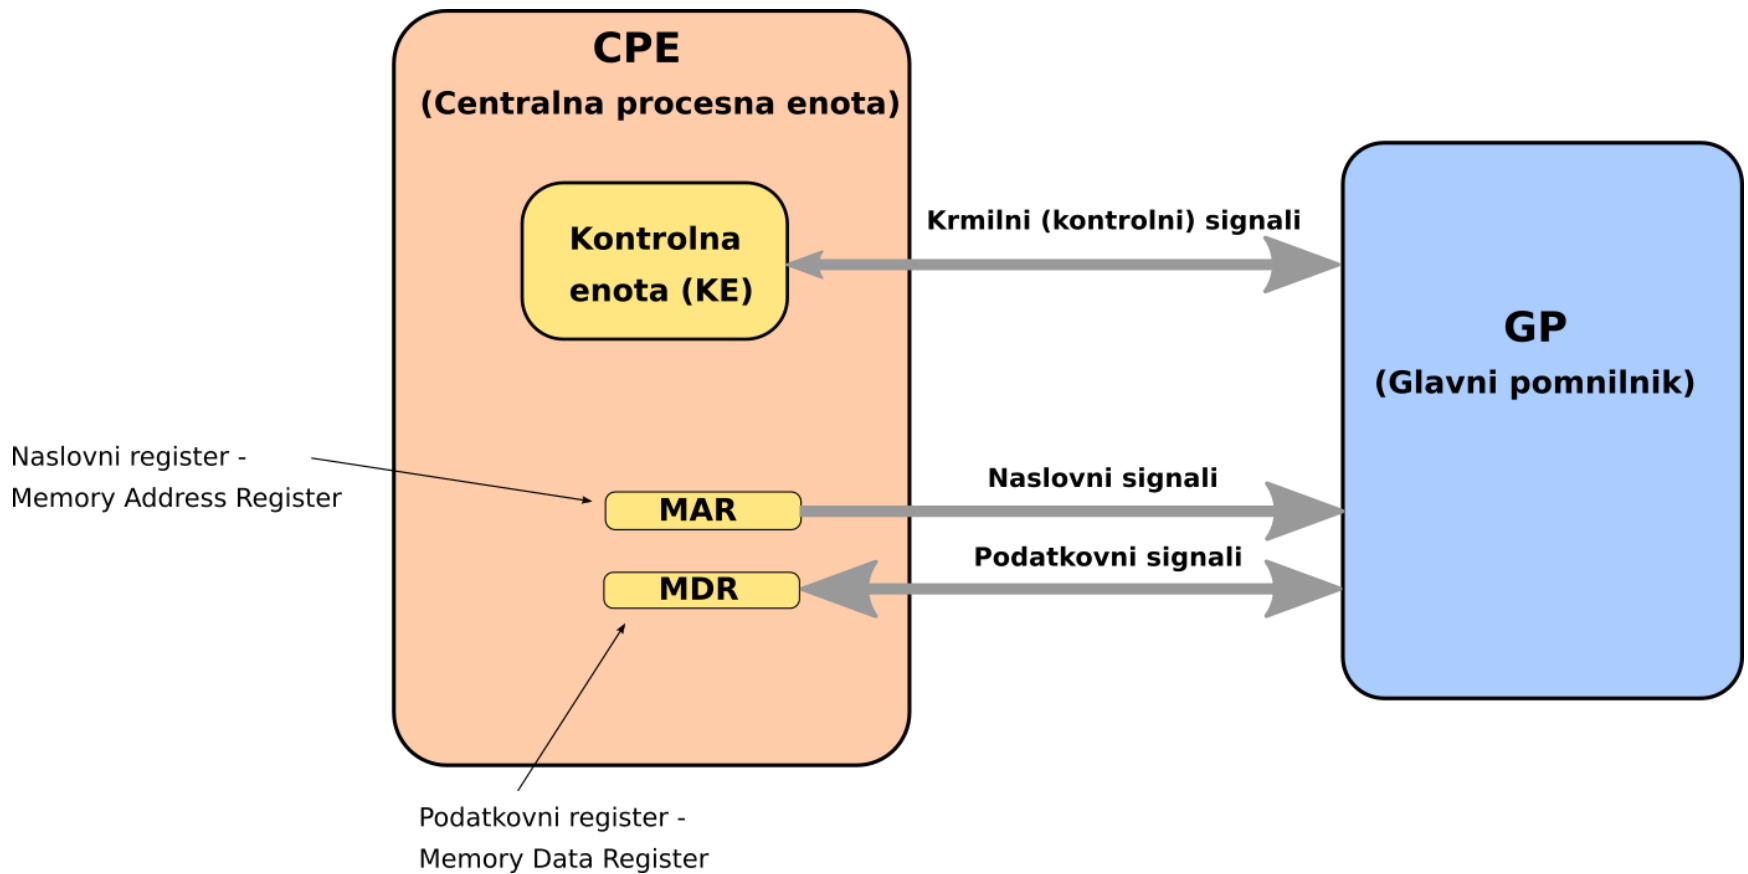 CPE
(Centralna procesna enota)
Kontrolna
enota (KE)
Krmilni (kontrolni) signali
GP
(Glavni pomnilnik)
Naslovni register -
Memory Address Register
MAR
Naslovni signali
MDR
Podatkovni signali
Podatkovni register -
Memory Data Register